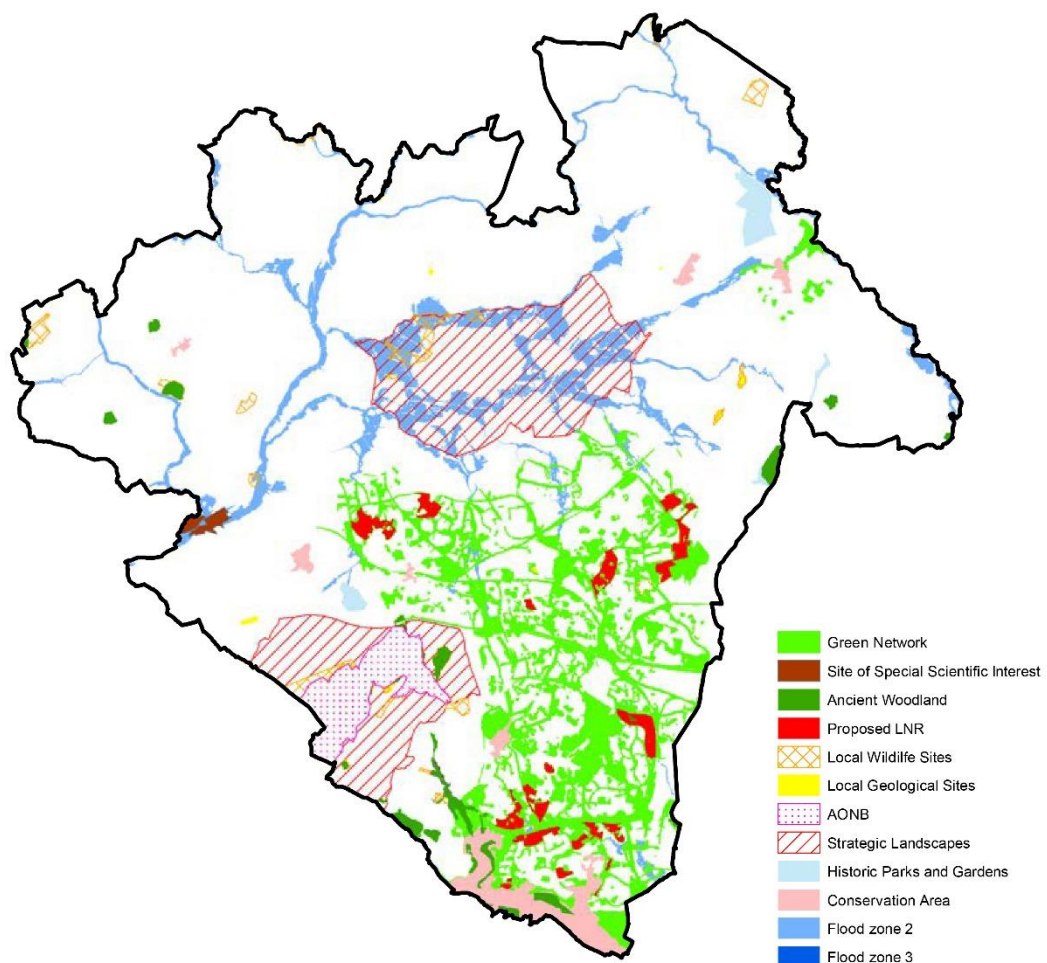 Green Network
Site of Special Scientific Interest
Ancient Woodland
Proposed LNR
Local Wildilfe Sites
Local Geological Sites
AONB
Strategic Landscapes
Historic Parks and Gardens
Conservation Area
Flood zone 2
Flood zone 3